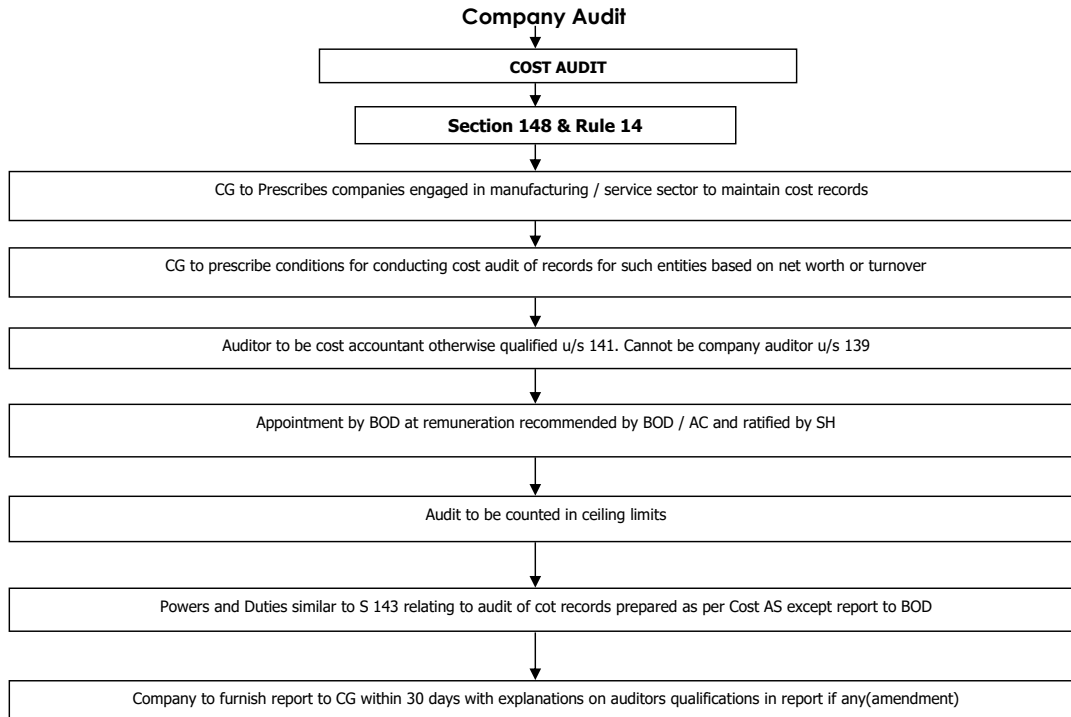 Company Audit
COST AUDIT
Section 148 & Rule 14
CG to Prescribes companies engaged in manufacturing / service sector to maintain cost records
CG to prescribe conditions for conducting cost audit of records for such entities based on net worth or turnover
Auditor to be cost accountant otherwise qualified u/s 141. Cannot be company auditor u/s 139
Appointment by BOD at remuneration recommended by BOD / AC and ratified by SH
Audit to be counted in ceiling limits
Powers and Duties similar to S 143 relating to audit of cot records prepared as per Cost AS except report to BOD
Company to furnish report to CG within 30 days with explanations on auditors qualifications in report if any(amendment)